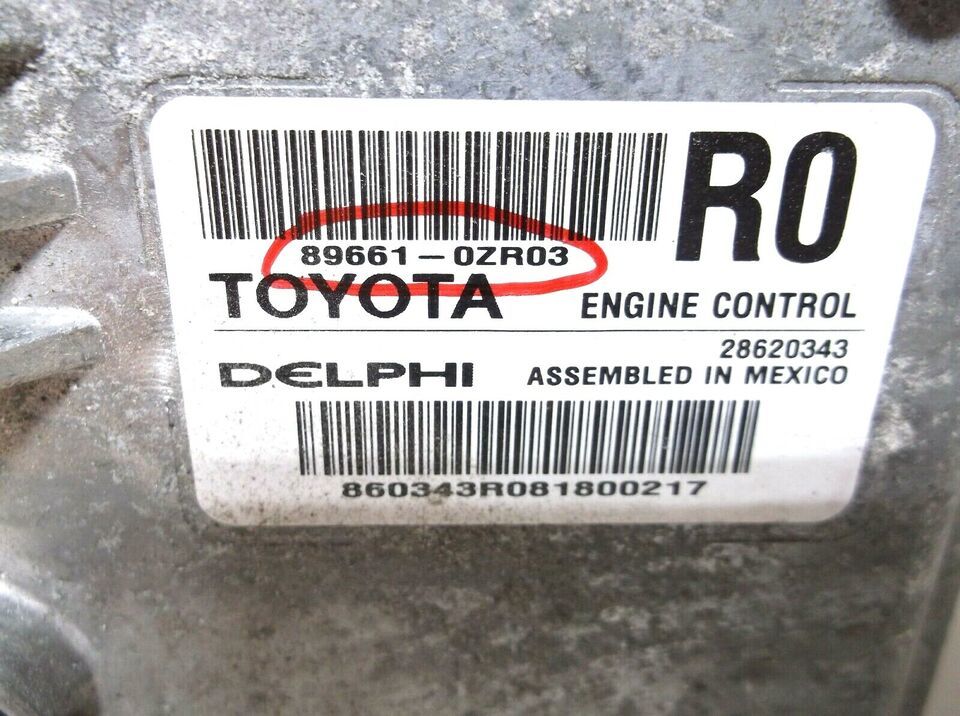 R0
89661-0ZR03
TOYOTA ENGINE CONTROL
28620343
DELPHI ASSEMBLED IN MEXICO
860343R081800217